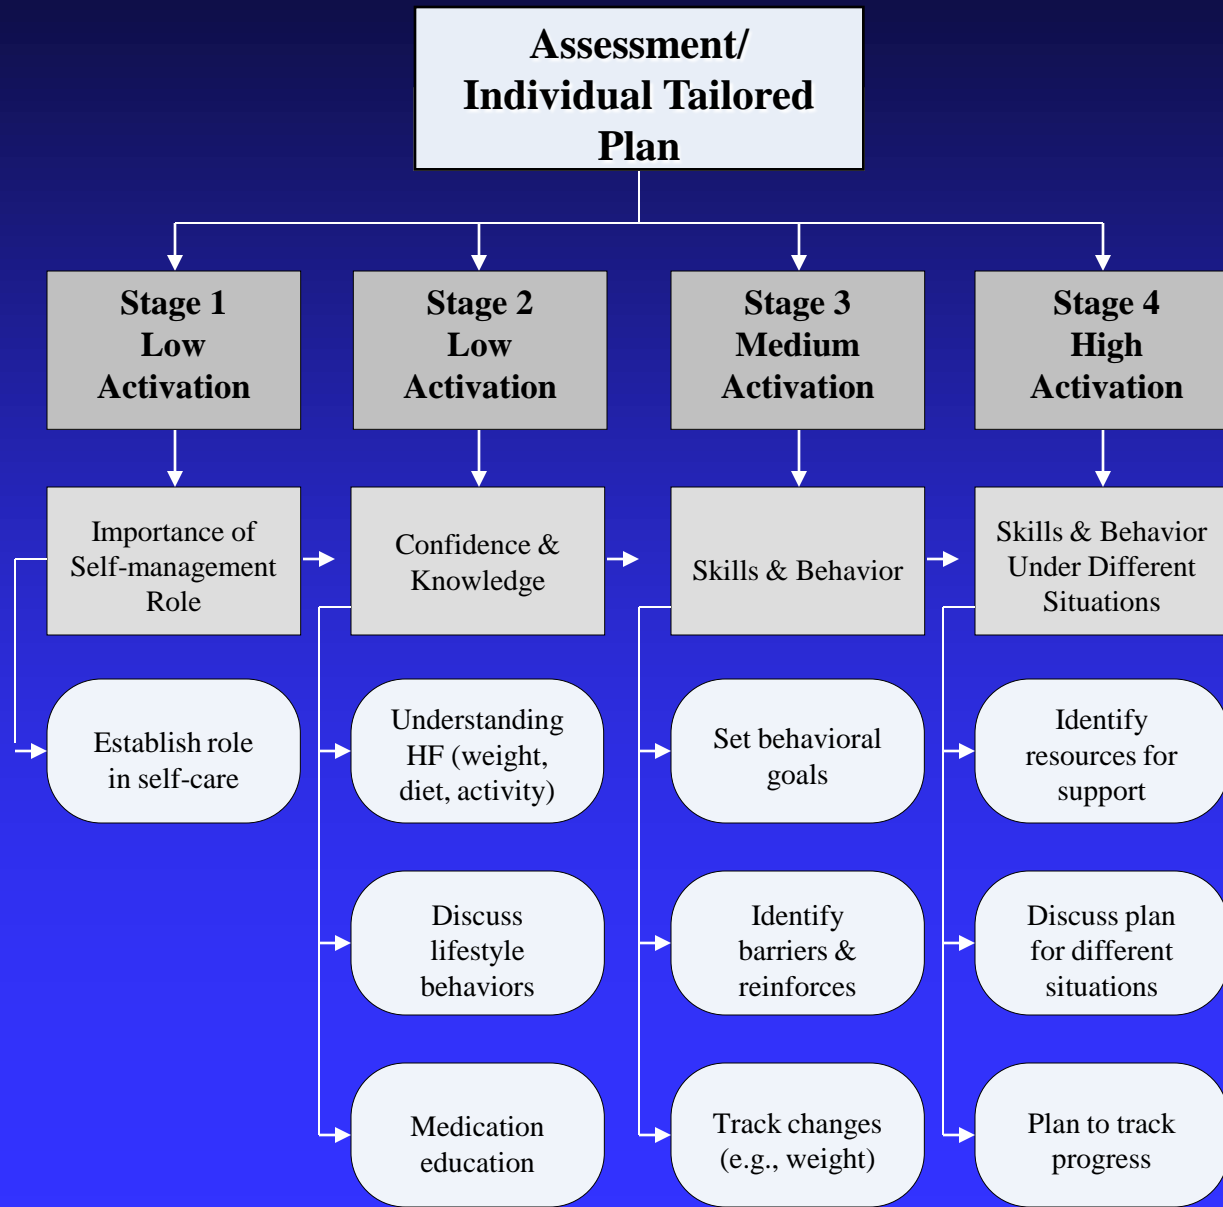 Assessment/
Individual Tailored
Plan
Stage 1
Low
Activation
Stage 2
Low
Activation
Stage 3
Medium
Activation
Stage 4
High
Activation
Importance of
Self-management
Role
Confidence &
Knowledge
Skills & Behavior
Skills & Behavior
Under Different
Situations
Establish role
in self-care
Understanding
HF (weight,
diet, activity)
Set behavioral
goals
Identify
resources for
support
Discuss
lifestyle
behaviors
Identify
barriers &
reinforces
Discuss plan
for different
situations
Medication
education
Track changes
(e.g., weight)
Plan to track
progress